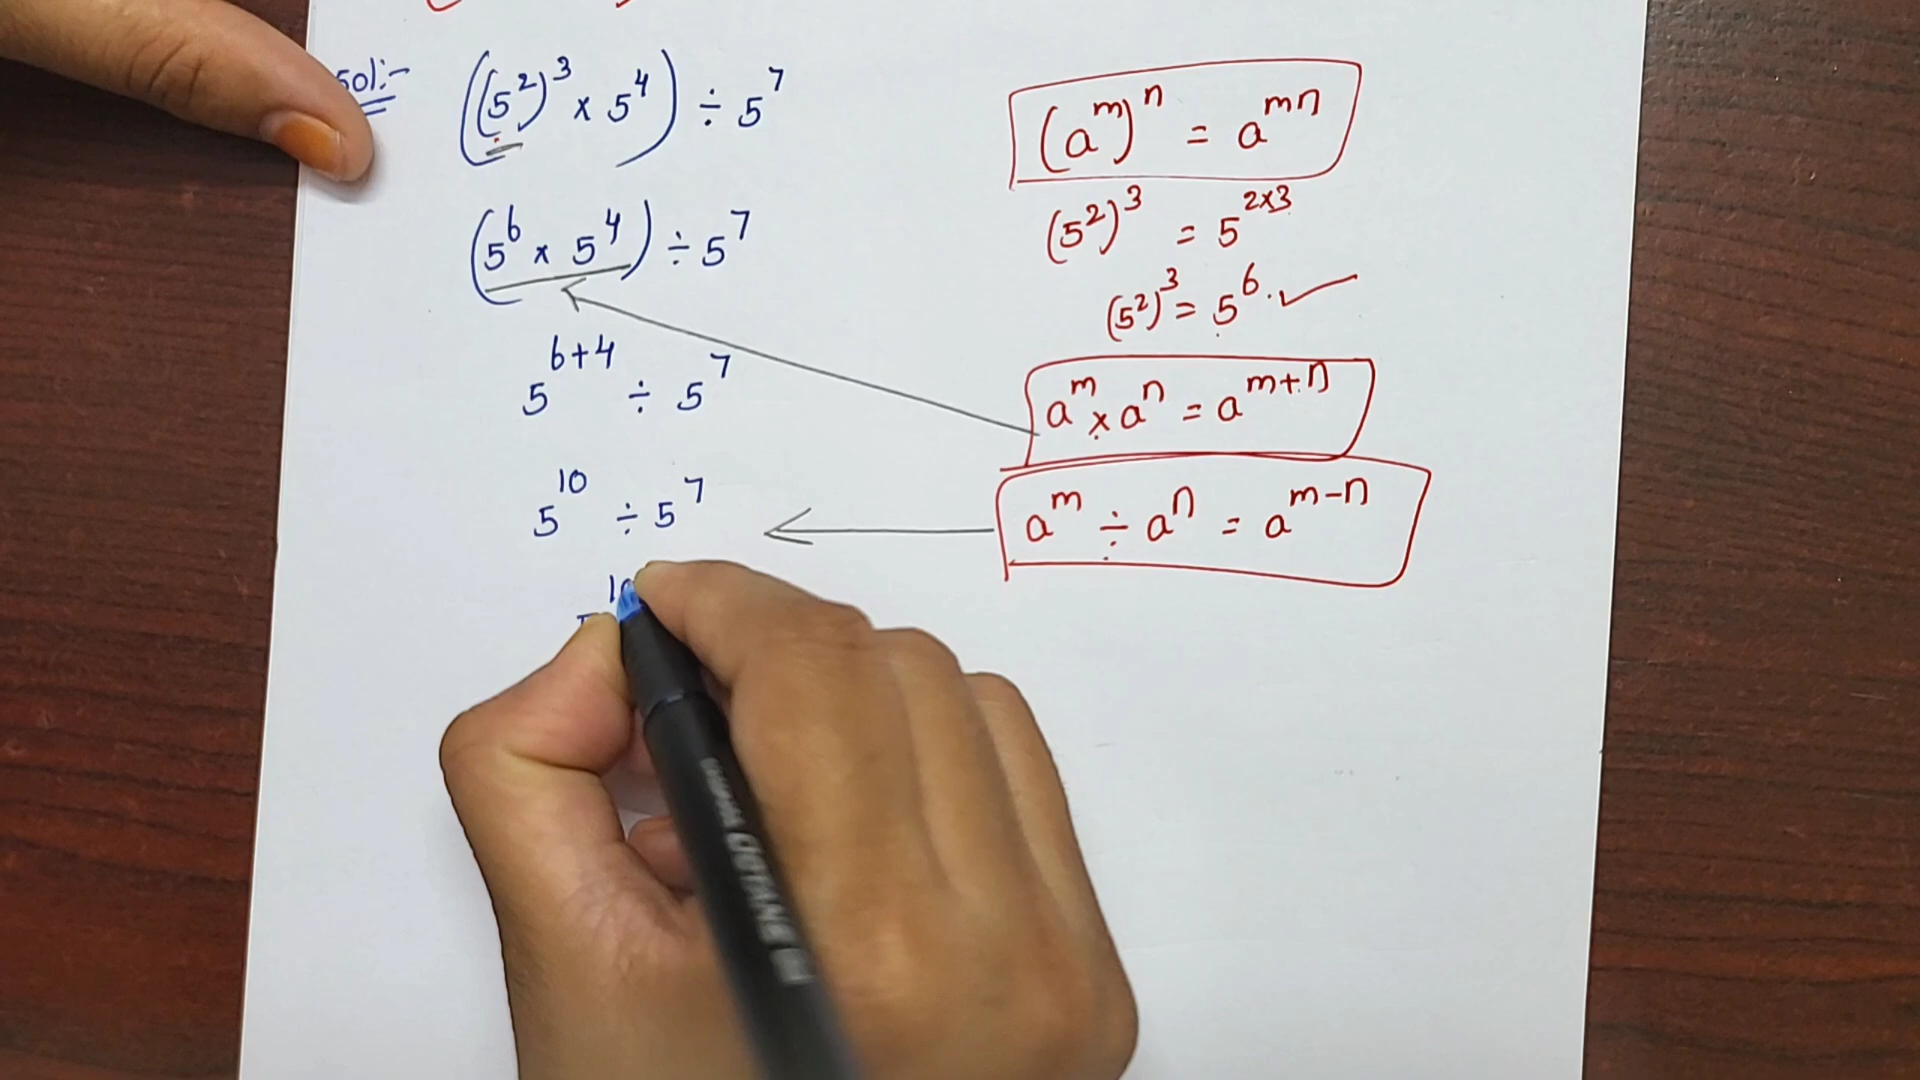 Sol:-
((5²)³ × 5⁴) ÷ 5⁷
(5⁶ × 5⁴) ÷ 5⁷
5⁶⁺⁴ ÷ 5⁷
5¹⁰ ÷ 5⁷
(aᵐ)ⁿ = aᵐⁿ
(5²)³ = 5²ˣ³
(5²)³ = 5⁶. ✓
aᵐ × aⁿ = aᵐ⁺ⁿ
aᵐ ÷ aⁿ = aᵐ⁻ⁿ
OCTANE